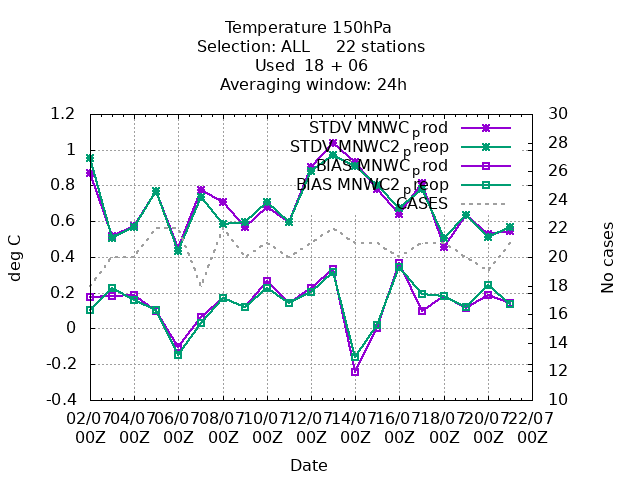 Temperature 150hPa
Selection: ALL 22 stations
Used 18 + 06
Averaging window: 24h
STDV MNWC_prod
STDV MNWC2_preop
BIAS MNWC_prod
BIAS MNWC2_preop
CASES
1.2
1
0.8
0.6
0.4
0.2
0
-0.2
-0.4
deg C
30
28
26
24
22
20
18
16
14
12
10
No cases
02/07 04/07 06/07 08/07 10/07 12/07 14/07 16/07 18/07 20/07 22/07
00Z 00Z 00Z 00Z 00Z 00Z 00Z 00Z 00Z 00Z 00Z
Date